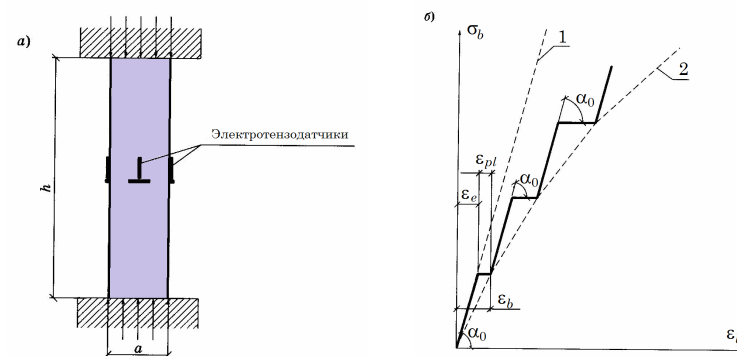 а)
h
Электротензодатчики
a
б)
σb
1
2
α0
εpl
α0
εe
εb
α0